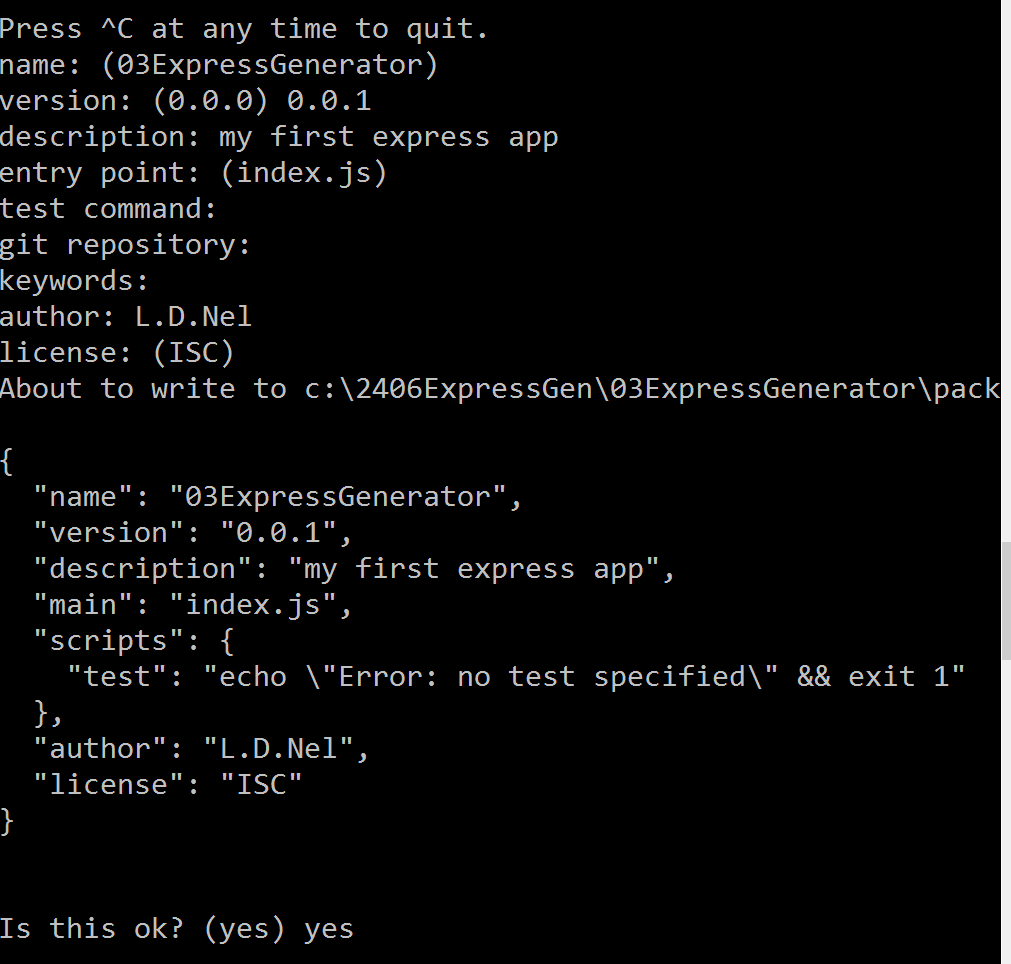 Press ^C at any time to quit.
name: (03ExpressGenerator)
version: (0.0.0) 0.0.1
description: my first express app
entry point: (index.js)
test command:
git repository:
keywords:
author: L.D.Nel
license: (ISC)
About to write to c:\2406ExpressGen\03ExpressGenerator\pack
{
  "name": "03ExpressGenerator",
  "version": "0.0.1",
  "description": "my first express app",
  "main": "index.js",
  "scripts": {
    "test": "echo \"Error: no test specified\" && exit 1"
  },
  "author": "L.D.Nel",
  "license": "ISC"
}
Is this ok? (yes) yes